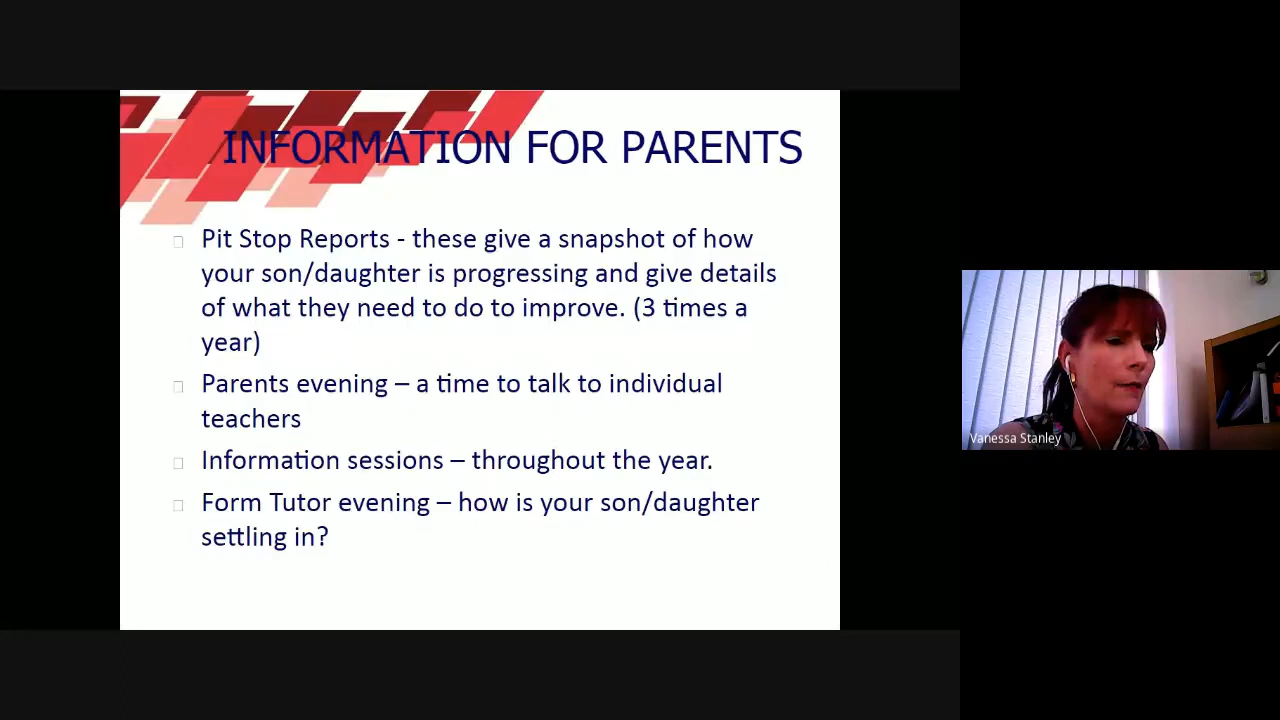 INFORMATION FOR PARENTS
Pit Stop Reports - these give a snapshot of how
your son/daughter is progressing and give details
of what they need to do to improve. (3 times a
year)
Parents evening – a time to talk to individual
teachers
Information sessions – throughout the year.
Form Tutor evening – how is your son/daughter
settling in?
Vanessa Stanley